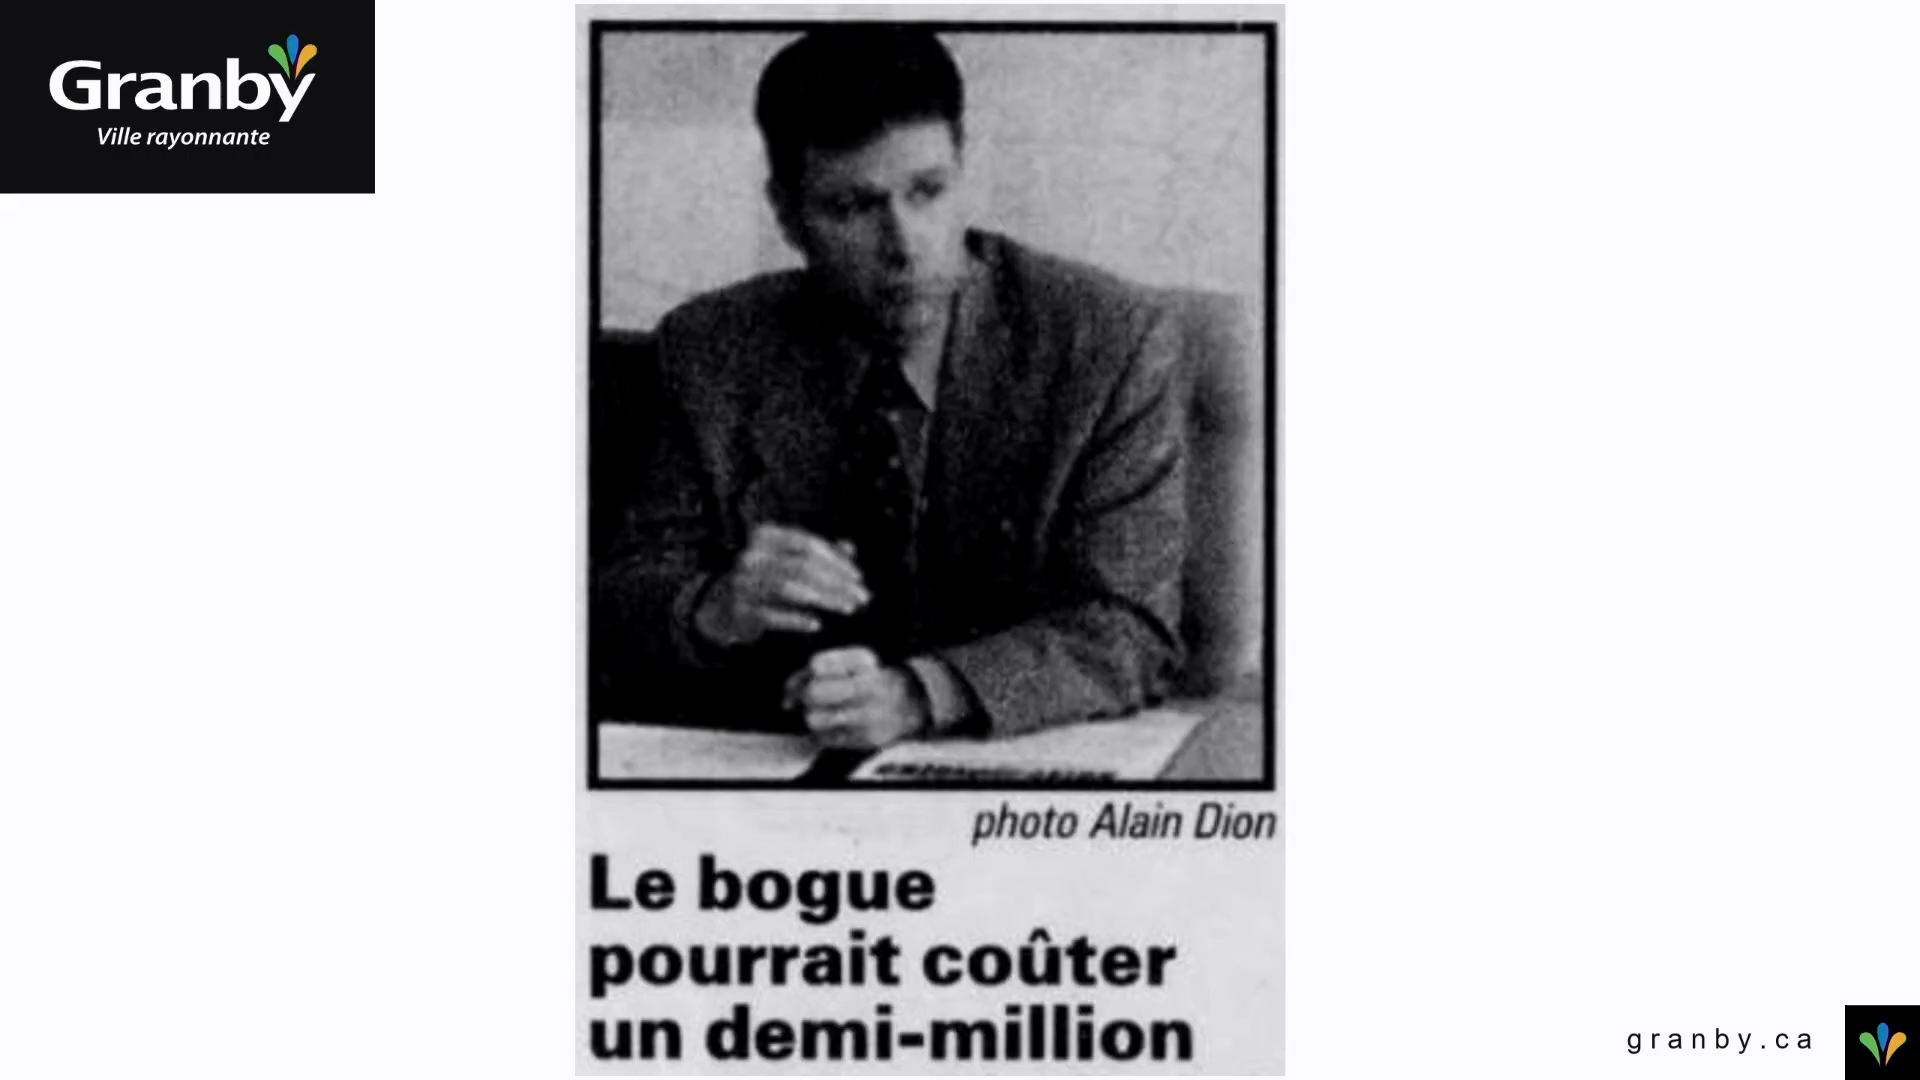 Granby
Ville rayonnante
photo Alain Dion
Le bogue
pourrait coûter
un demi-million
granby.ca